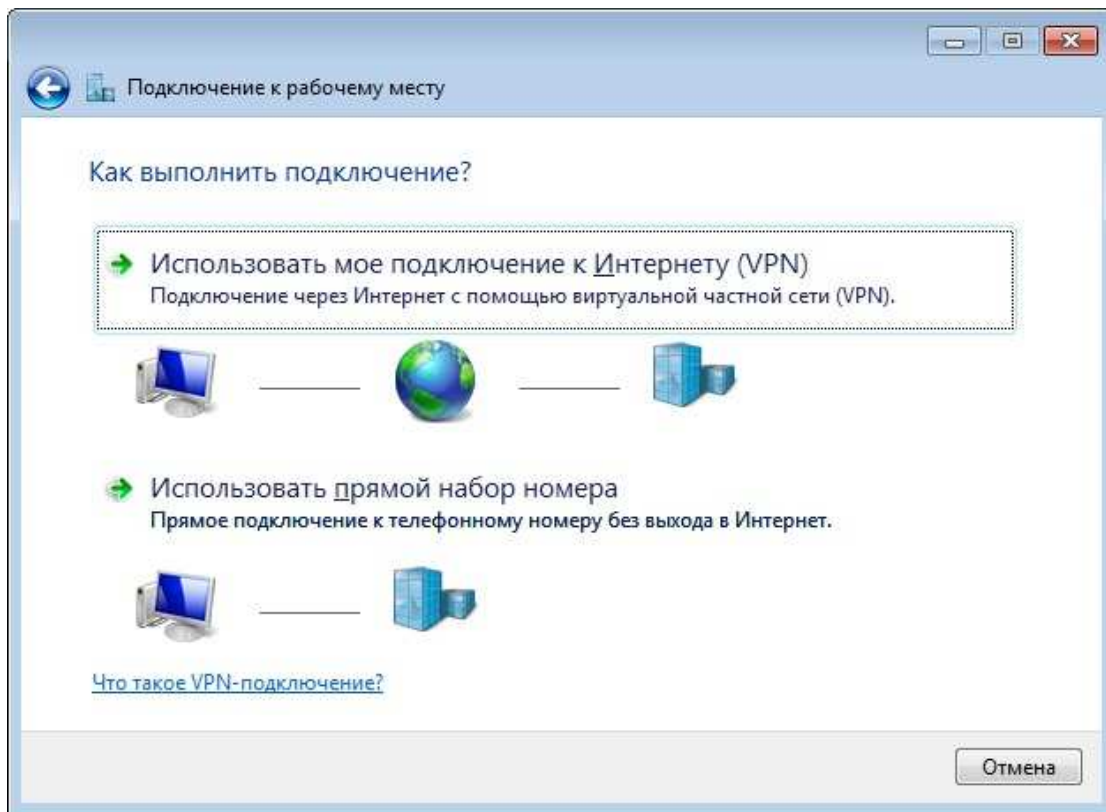 Подключение к рабочему месту
Как выполнить подключение?
Использовать мое подключение к Интернету (VPN)
Подключение через Интернет с помощью виртуальной частной сети (VPN).
Использовать прямой набор номера
Прямое подключение к телефонному номеру без выхода в Интернет.
Что такое VPN-подключение?
Отмена